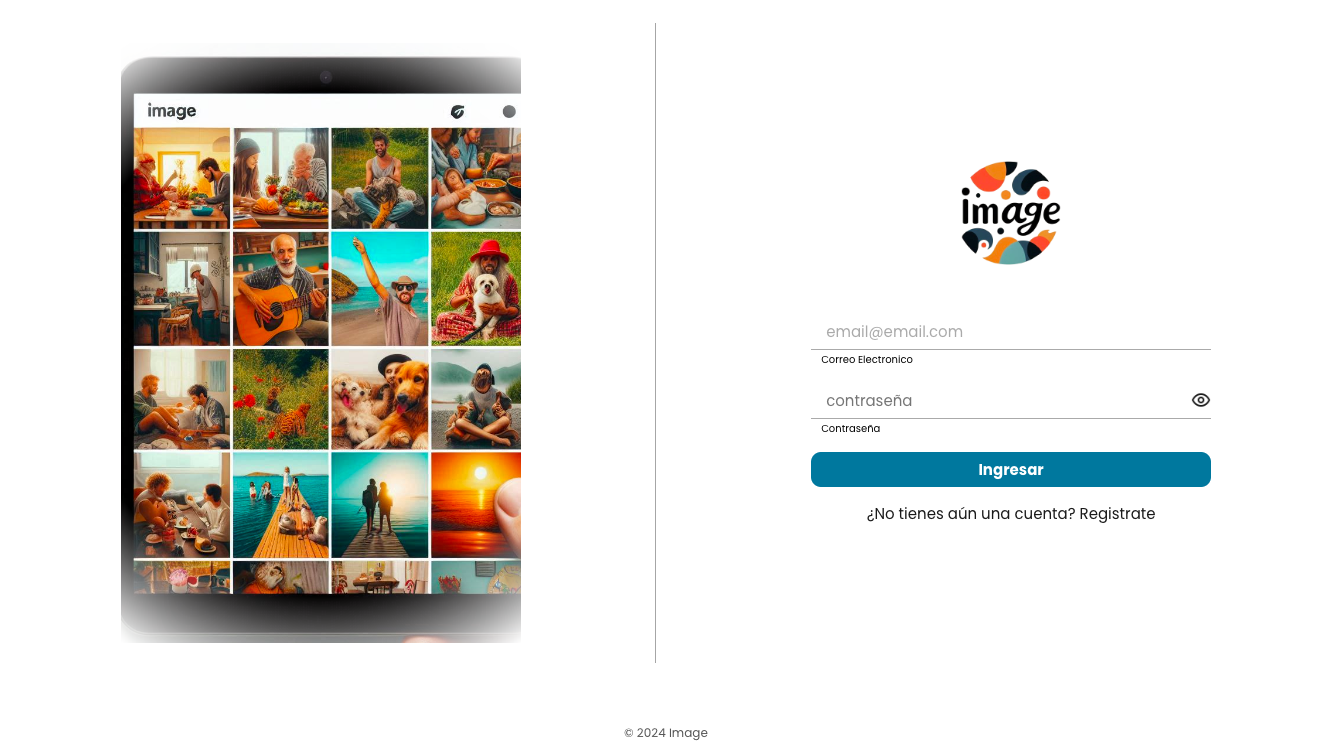 image
image
email@email.com
Correo Electronico
contraseña
Contraseña
Ingresar
¿No tienes aún una cuenta? Registrate
© 2024 Image